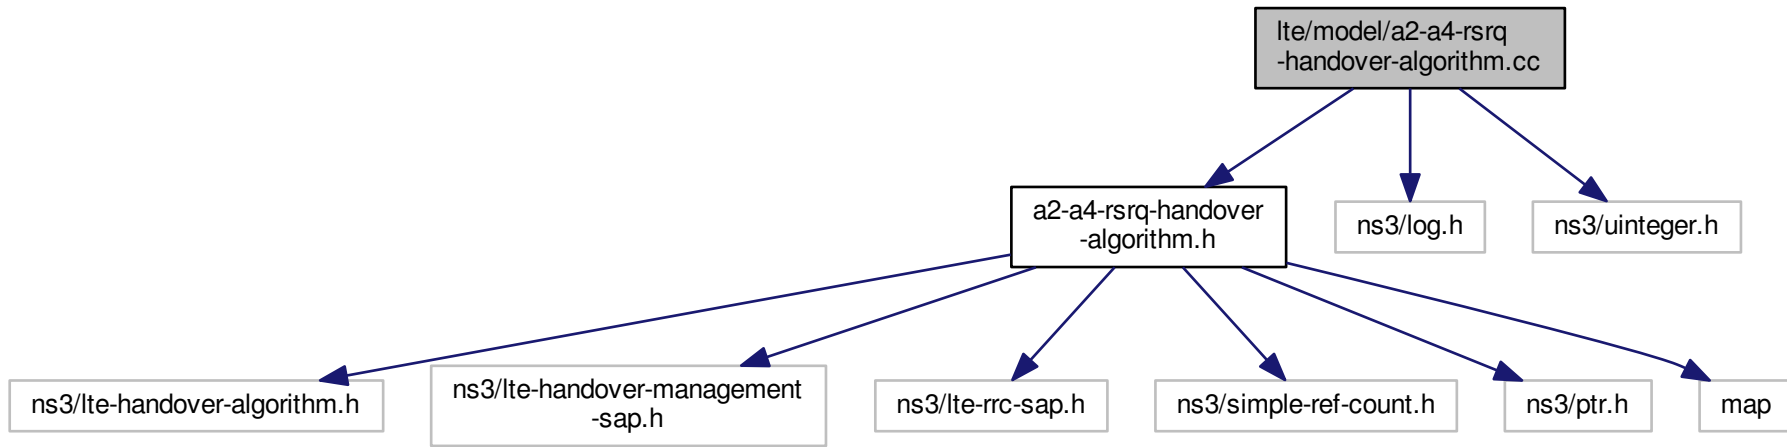 lte/model/a2-a4-rsrq
-handover-algorithm.cc
a2-a4-rsrq-handover
-algorithm.h
ns3/log.h
ns3/uinteger.h
ns3/lte-handover-algorithm.h
ns3/lte-handover-management
-sap.h
ns3/lte-rrc-sap.h
ns3/simple-ref-count.h
ns3/ptr.h
map